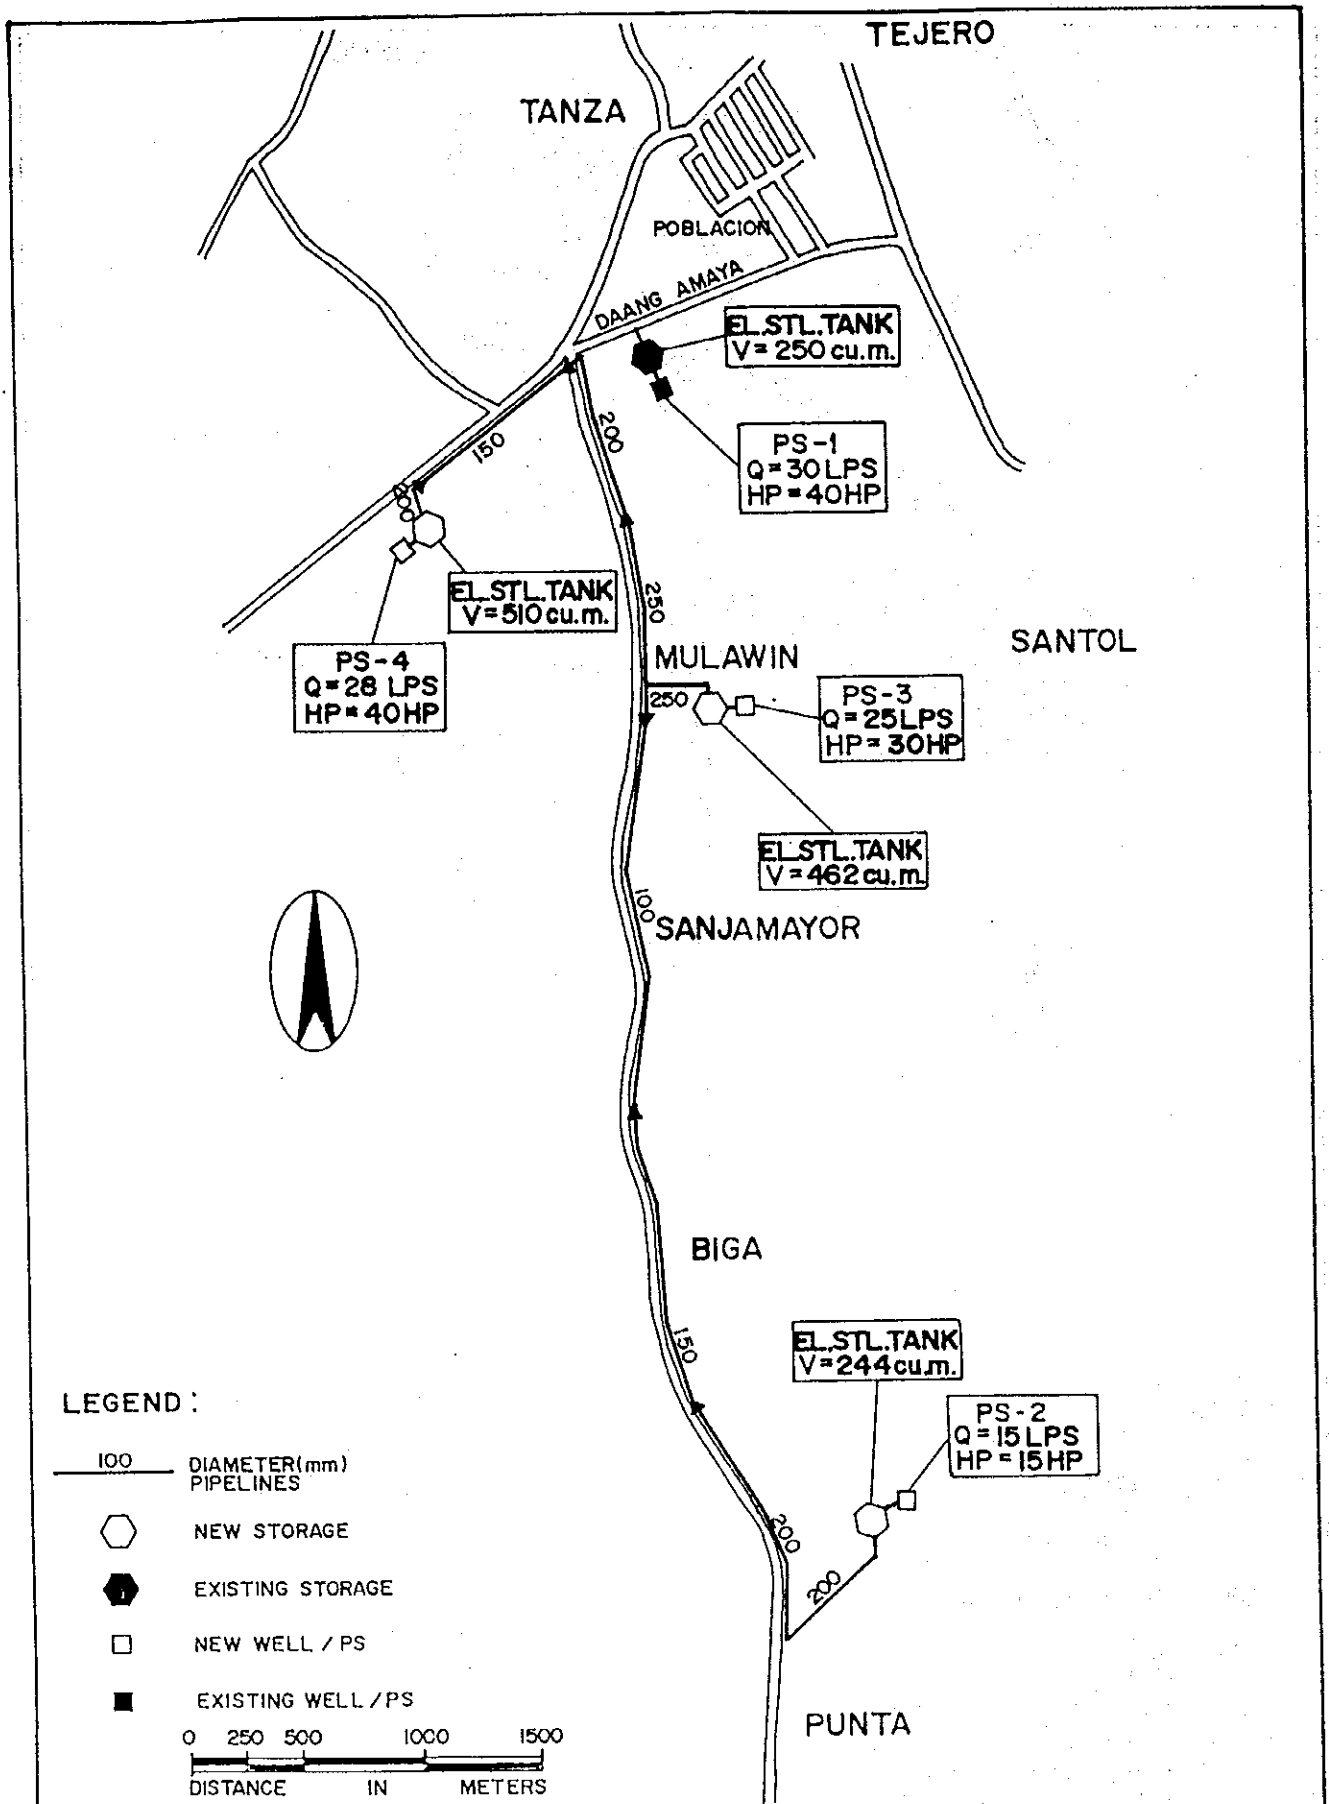 TEJERO
TANZA
POBLACION
DAANG AMAYA
EL.STL.TANK
V=250 cu.m.
PS-1
Q=30 LPS
HP=40HP
200
150
200
EL.STL.TANK
V=510 cu.m.
PS-4
Q=28 LPS
HP=40HP
250
SANTOL
MULAWIN
250
PS-3
Q=25LPS
HP=30HP
EL.STL.TANK
V=462 cu.m.
100
SANJAMAYOR
BIGA
150
EL.STL.TANK
V=244 cu.m.
PS-2
Q=15 LPS
HP=15HP
200
200
PUNTA
LEGEND :
100 DIAMETER(mm)
PIPELINES
NEW STORAGE
EXISTING STORAGE
NEW WELL / PS
EXISTING WELL / PS
0 250 500 1000 1500
DISTANCE IN METERS